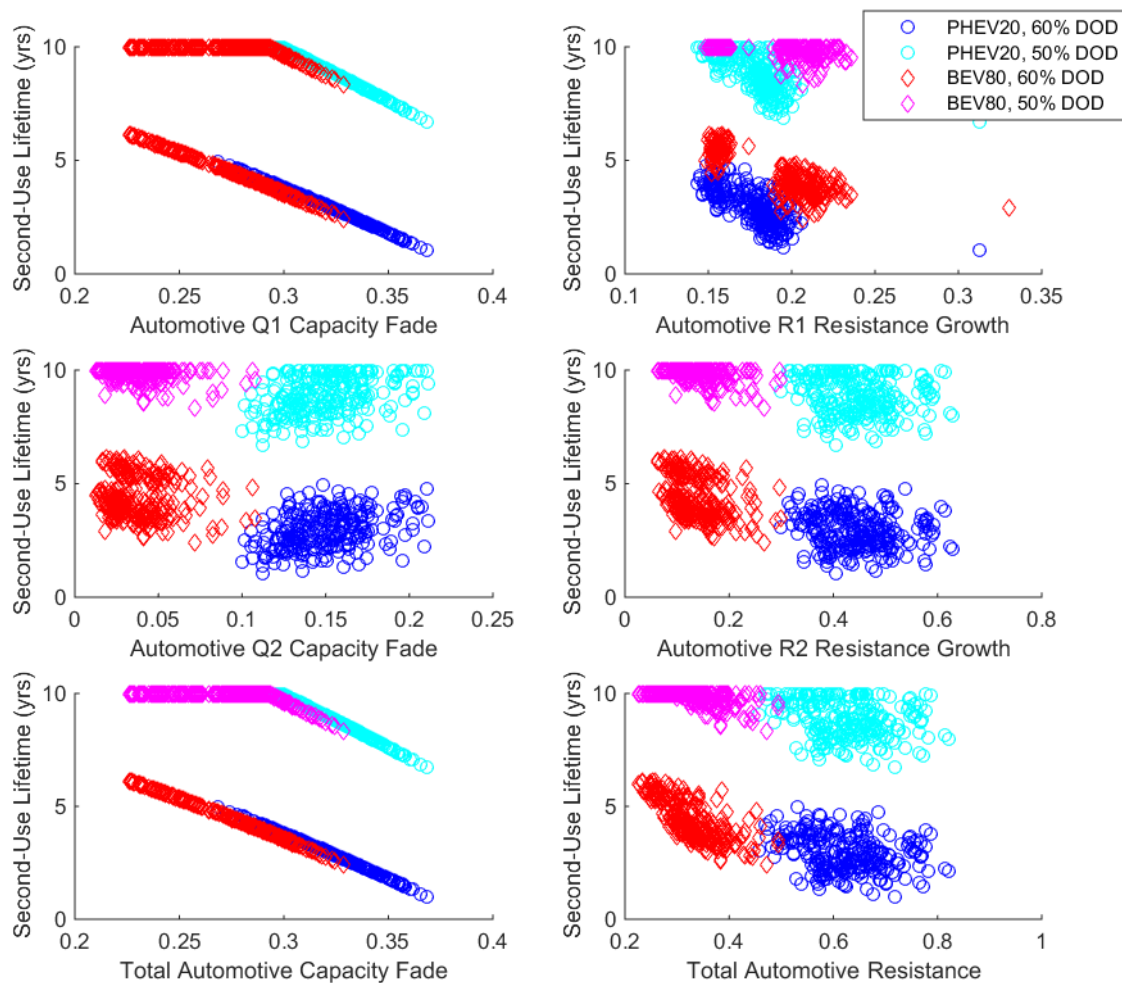 PHEV20, 60% DOD
PHEV20, 50% DOD
BEV80, 60% DOD
BEV80, 50% DOD
Second-Use Lifetime (yrs)
10
5
0
0.2 0.25 0.3 0.35 0.4
Automotive Q1 Capacity Fade
Second-Use Lifetime (yrs)
10
5
0
0.1 0.15 0.2 0.25 0.3 0.35
Automotive R1 Resistance Growth
Second-Use Lifetime (yrs)
10
5
0
0 0.05 0.1 0.15 0.2 0.25
Automotive Q2 Capacity Fade
Second-Use Lifetime (yrs)
10
5
0
0 0.2 0.4 0.6 0.8
Automotive R2 Resistance Growth
Second-Use Lifetime (yrs)
10
5
0
0.2 0.25 0.3 0.35 0.4
Total Automotive Capacity Fade
Second-Use Lifetime (yrs)
10
5
0
0.2 0.4 0.6 0.8 1
Total Automotive Resistance